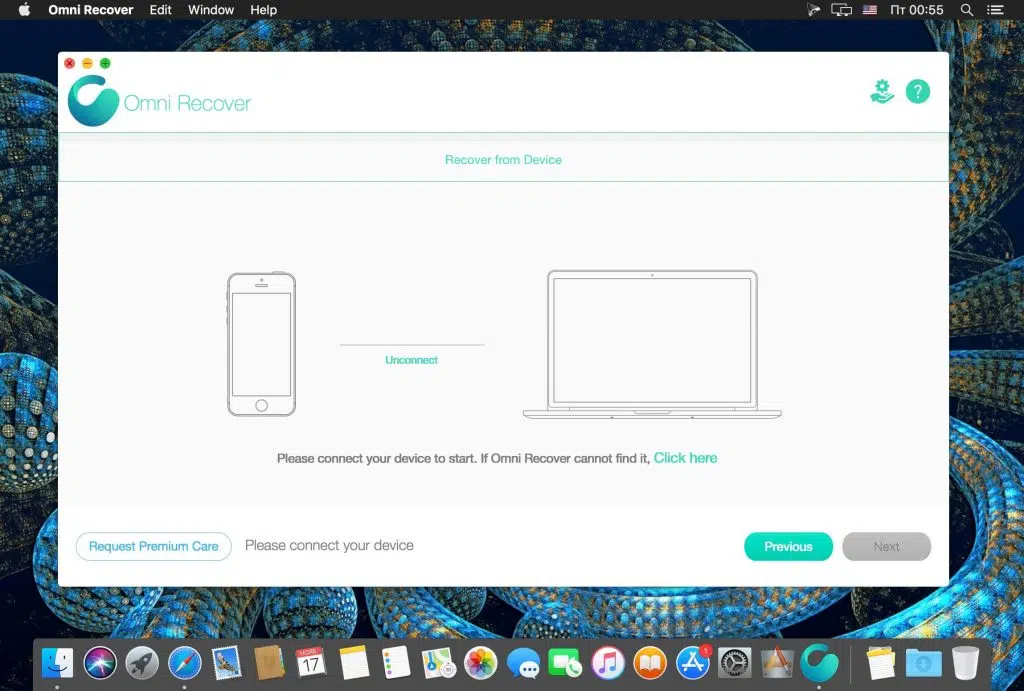 Omni Recover Edit Window Help Пт 00:55
Omni Recover
?
Recover from Device
Unconnect
Please connect your device to start. If Omni Recover cannot find it, Click here
Request Premium Care Please connect your device Previous Next
НОЯБ.
17
1